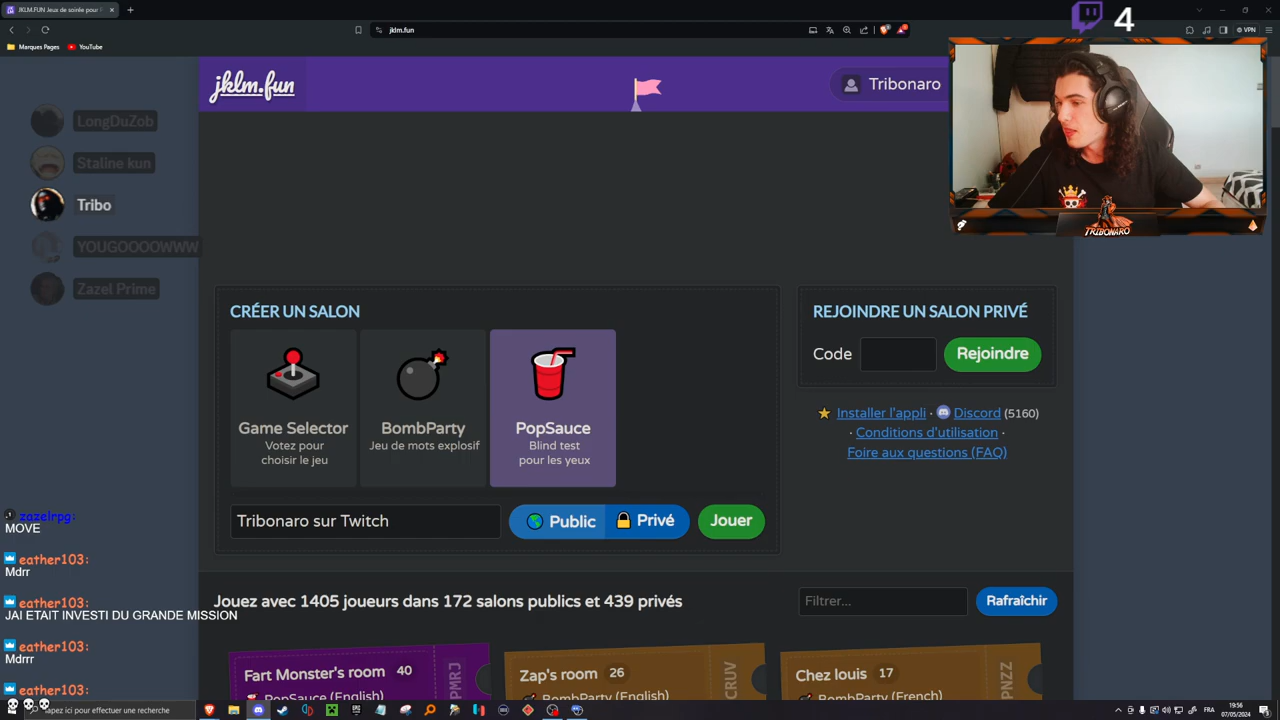 JKLM.FUN Jeux de soirée pour
4
jklm.fun
VPN
Marques Pages
YouTube
jklm.fun
Tribonaro
LongDuZob
Staline kun
Tribo
YOUGOOOOWWW
Zazel Prime
TRIBONARO
CRÉER UN SALON
Game Selector
Votez pour
choisir le jeu
BombParty
Jeu de mots explosif
PopSauce
Blind test
pour les yeux
Tribonaro sur Twitch
Public
Privé
Jouer
REJOINDRE UN SALON PRIVÉ
Code
Rejoindre
Installer l'appli · Discord (5160)
· Conditions d'utilisation ·
Foire aux questions (FAQ)
Jouez avec 1405 joueurs dans 172 salons publics et 439 privés
Filtrer...
Rafraîchir
Fart Monster's room 40
PopSauce (English)
PMRJ
Zap's room 26
BombParty (English)
CRUV
Chez louis 17
BombParty (French)
PNZZ
zazelrpg:
MOVE
eather103:
Mdrr
eather103:
JAI ETAIT INVESTI DU GRANDE MISSION
eather103:
Mdrrr
eather103:
Tapez ici pour effectuer une recherche
FRA
19:56
07/05/2024